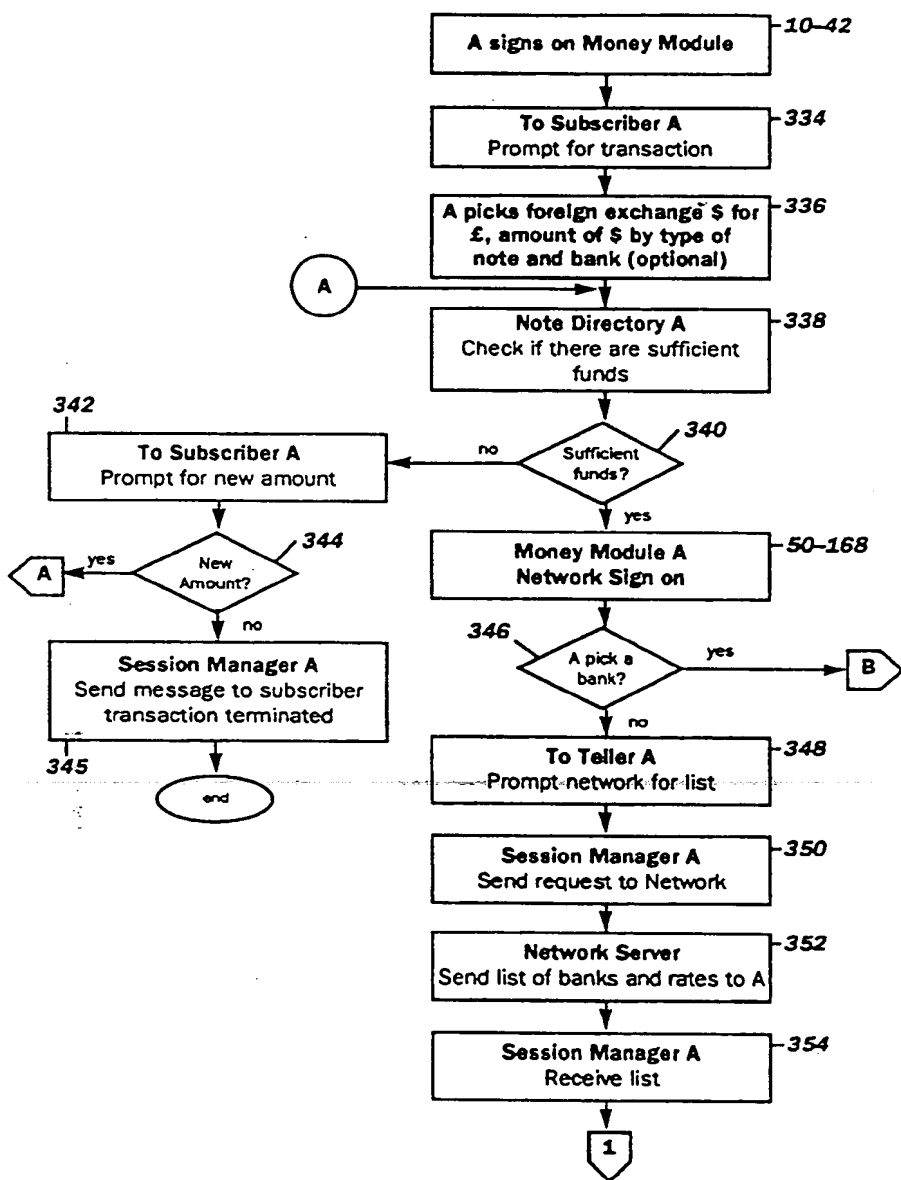 A signs on Money Module
10–42
To Subscriber A
Prompt for transaction
334
A picks foreign exchange $ for
£, amount of $ by type of
note and bank (optional)
336
A
Note Directory A
Check if there are sufficient
funds
338
342
To Subscriber A
Prompt for new amount
no
Sufficient
funds?
340
yes
A
yes
New
Amount?
344
no
Money Module A
Network Sign on
50–168
Session Manager A
Send message to subscriber
transaction terminated
345
end
346
A pick a
bank?
yes
B
no
To Teller A
Prompt network for list
348
Session Manager A
Send request to Network
350
Network Server
Send list of banks and rates to A
352
Session Manager A
Receive list
354
1